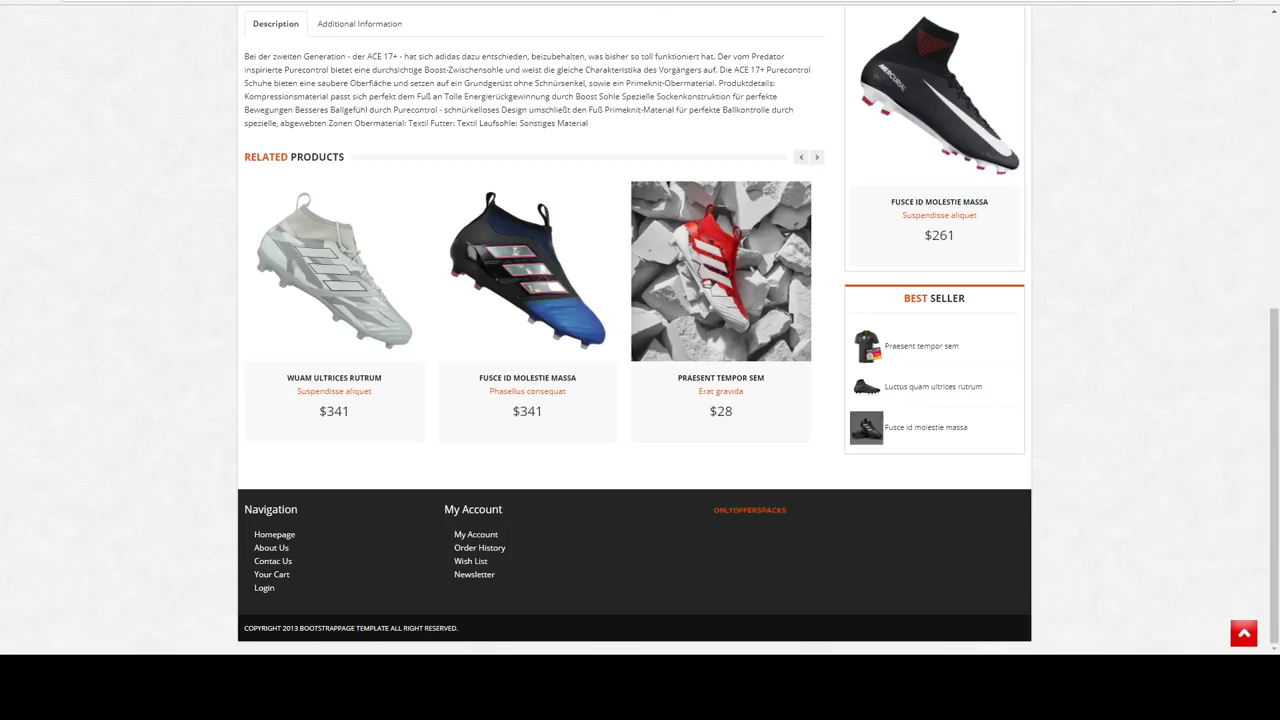 Description
Additional Information
Bei der zweiten Generation - der ACE 17+ - hat sich adidas dazu entschieden, beizubehalten, was bisher so toll funktioniert hat. Der vom Predator
inspirierte Purecontrol bietet eine durchsichtige Boost-Zwischensohle und weist die gleiche Charakteristika des Vorgängers auf. Die ACE 17+ Purecontrol
Schuhe bieten eine saubere Oberfläche und setzen auf ein Grundgerüst ohne Schnürsenkel, sowie ein Primeknit-Obermaterial. Produktdetails:
Kompressionsmaterial passt sich perfekt dem Fuß an Tolle Energierückgewinnung durch Boost Sohle Spezielle Sockenkonstruktion für perfekte
Bewegungen Besseres Ballgefühl durch Purecontrol - schnürkelloses Design umschließt den Fuß Primeknit-Material für perfekte Ballkontrolle durch
spezielle, abgewebten Zonen Obermaterial: Textil Futter: Textil Laufsohle: Sonstiges Material
RELATED PRODUCTS
WUAM ULTRICES RUTRUM
Suspendisse aliquet
$341
FUSCE ID MOLESTIE MASSA
Phasellus consequat
$341
PRAESENT TEMPOR SEM
Erat gravida
$28
MERCURIAL
FUSCE ID MOLESTIE MASSA
Suspendisse aliquet
$261
BEST SELLER
Praesent tempor sem
Luctus quam ultrices rutrum
Fusce id molestie massa
Navigation
Homepage
About Us
Contac Us
Your Cart
Login
My Account
My Account
Order History
Wish List
Newsletter
ONLYOFFERSPACKS
COPYRIGHT 2013 BOOTSTRAPPAGE TEMPLATE ALL RIGHT RESERVED.